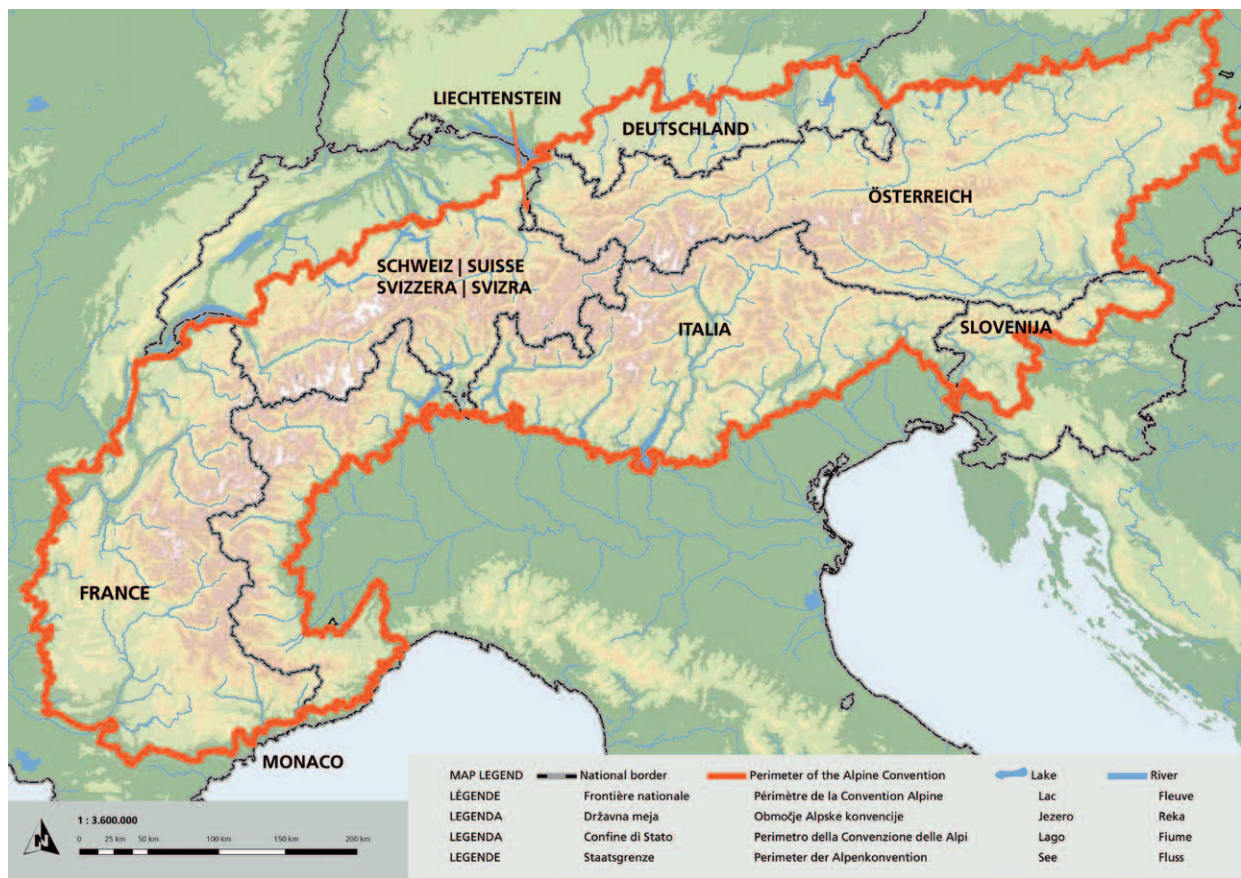 LIECHTENSTEIN
DEUTSCHLAND
ÖSTERREICH
SCHWEIZ | SUISSE
SVIZZERA | SVIZRA
ITALIA
SLOVENIJA
FRANCE
MONACO
MAP LEGEND National border Perimeter of the Alpine Convention Lake River
LÉGENDE Frontière nationale Périmètre de la Convention Alpine Lac Fleuve
LEGENDA Državna meja Območje Alpske konvencije Jezero Reka
LEGENDA Confine di Stato Perimetro della Convenzione delle Alpi Lago Fiume
LEGENDE Staatsgrenze Perimeter der Alpenkonvention See Fluss
N
1 : 3.600.000
0 25 km 50 km 100 km 150 km 200 km